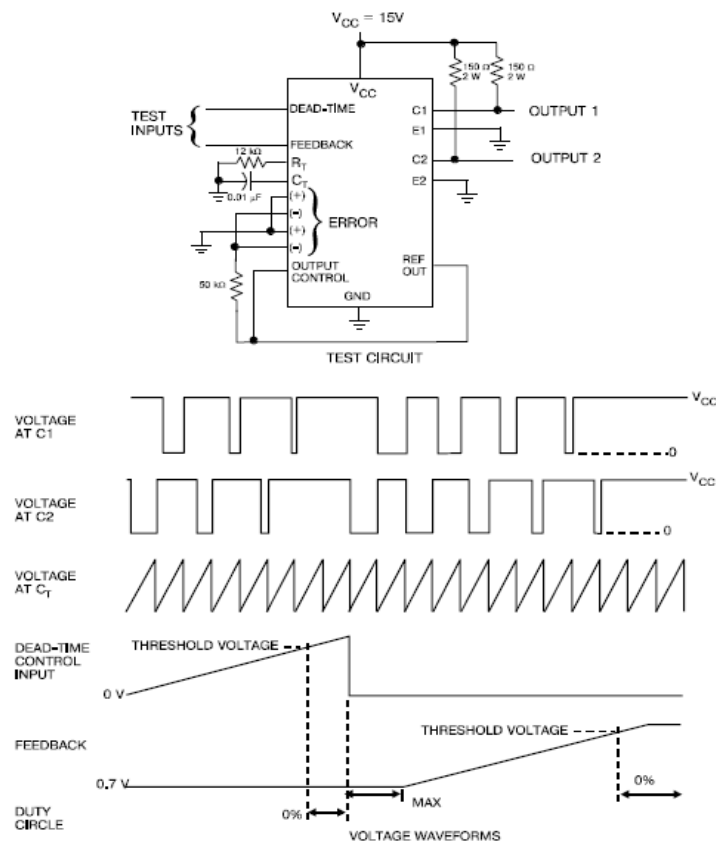 V_CC = 15V
150 Ω
2 W
150 Ω
2 W
V_CC
TEST
INPUTS
DEAD-TIME
FEEDBACK
12 kΩ
R_T
C_T
0.01 µF
(+)
(-)
(+)
(-)
ERROR
OUTPUT
CONTROL
50 kΩ
C1
E1
C2
E2
OUTPUT 1
OUTPUT 2
REF
OUT
GND
TEST CIRCUIT
VOLTAGE
AT C1
V_CC
0
VOLTAGE
AT C2
V_CC
0
VOLTAGE
AT C_T
DEAD-TIME
CONTROL
INPUT
THRESHOLD VOLTAGE
0 V
FEEDBACK
THRESHOLD VOLTAGE
0.7 V
0%
MAX
0%
DUTY
CIRCLE
VOLTAGE WAVEFORMS